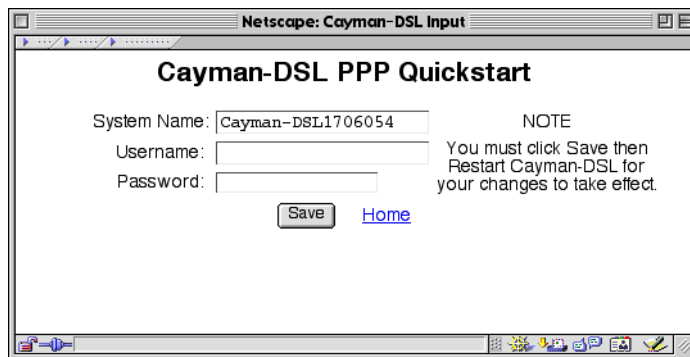 Netscape: Cayman-DSL Input
Cayman-DSL PPP Quickstart
System Name: Cayman-DSL1706054
Username:
Password:
NOTE
You must click Save then
Restart Cayman-DSL for
your changes to take effect.
Save Home